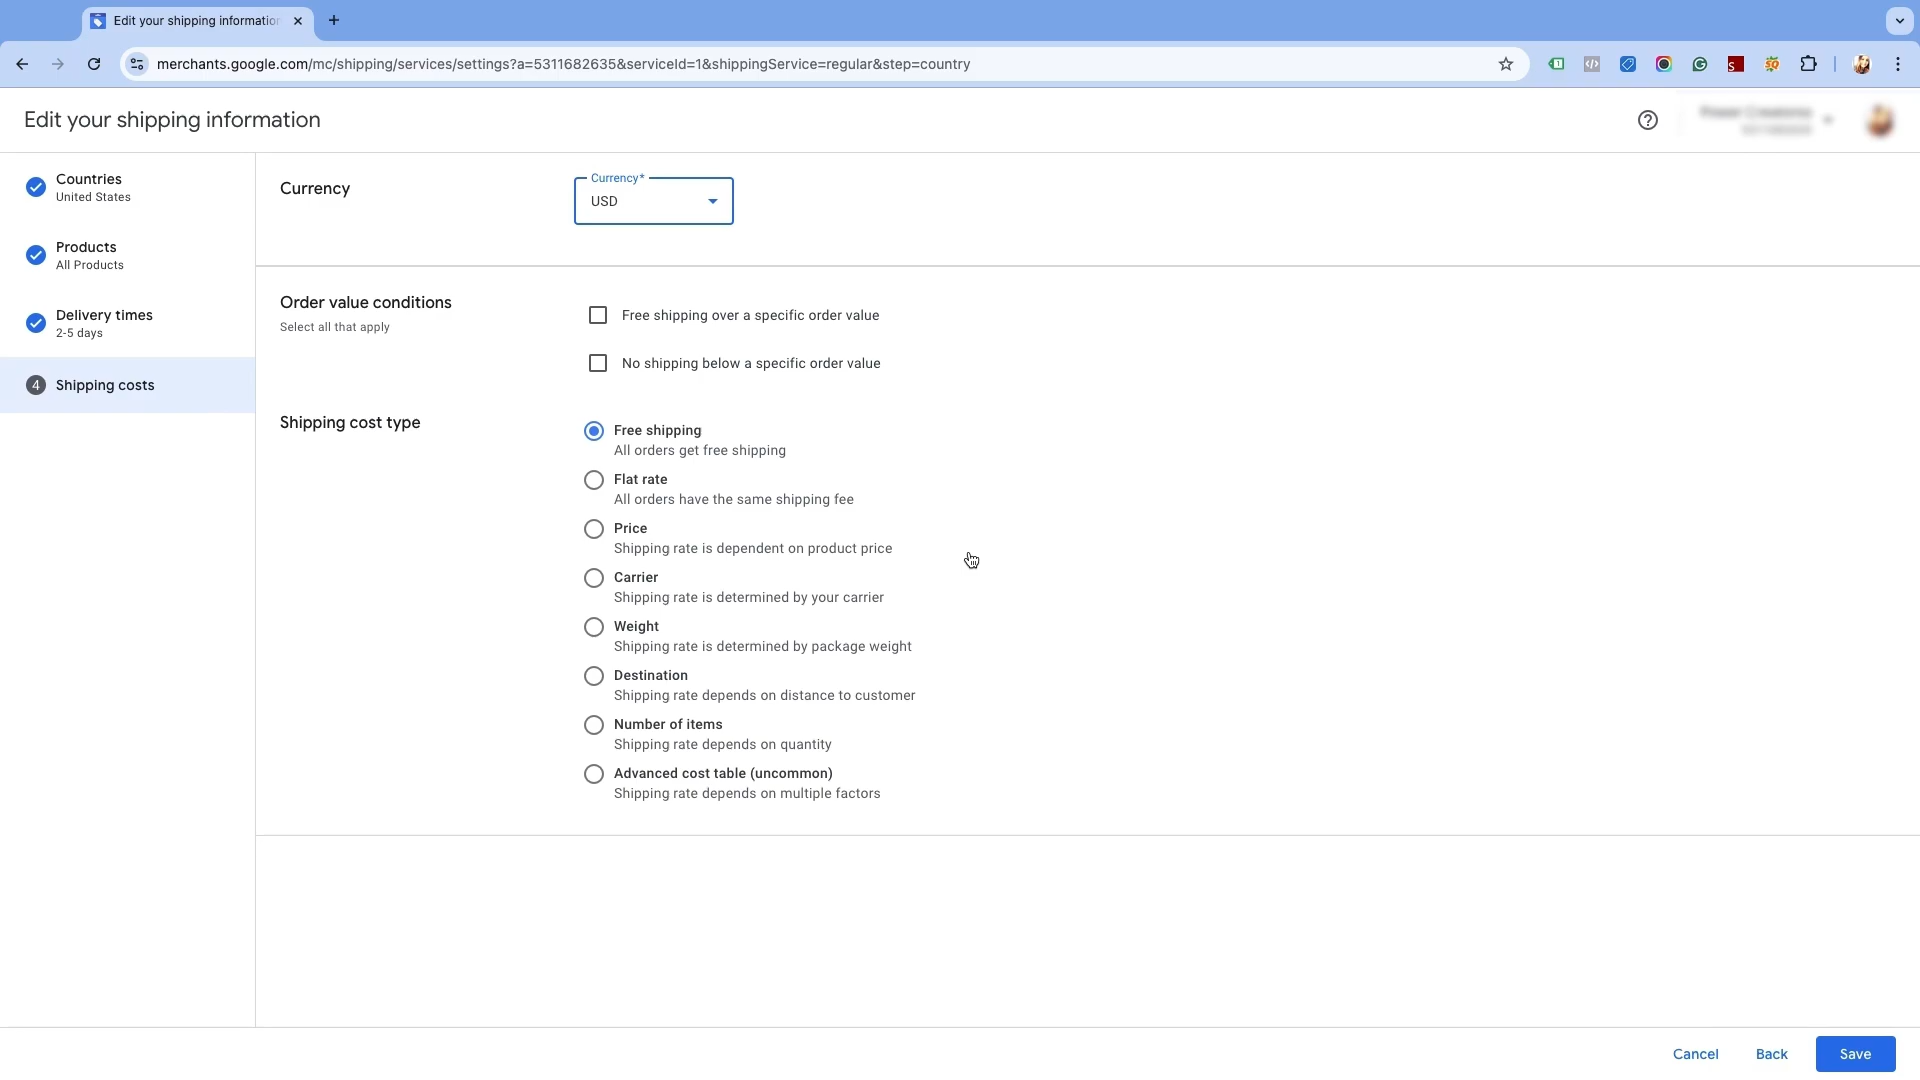 Edit your shipping informatio
merchants.google.com/mc/shipping/services/settings?a=5311682635&serviceId=1&shippingService=regular&step=country
Edit your shipping information
Countries
United States
Products
All Products
Delivery times
2-5 days
4 Shipping costs
Currency
Currency*
USD
Order value conditions
Select all that apply
Free shipping over a specific order value
No shipping below a specific order value
Shipping cost type
Free shipping
All orders get free shipping
Flat rate
All orders have the same shipping fee
Price
Shipping rate is dependent on product price
Carrier
Shipping rate is determined by your carrier
Weight
Shipping rate is determined by package weight
Destination
Shipping rate depends on distance to customer
Number of items
Shipping rate depends on quantity
Advanced cost table (uncommon)
Shipping rate depends on multiple factors
Cancel
Back
Save